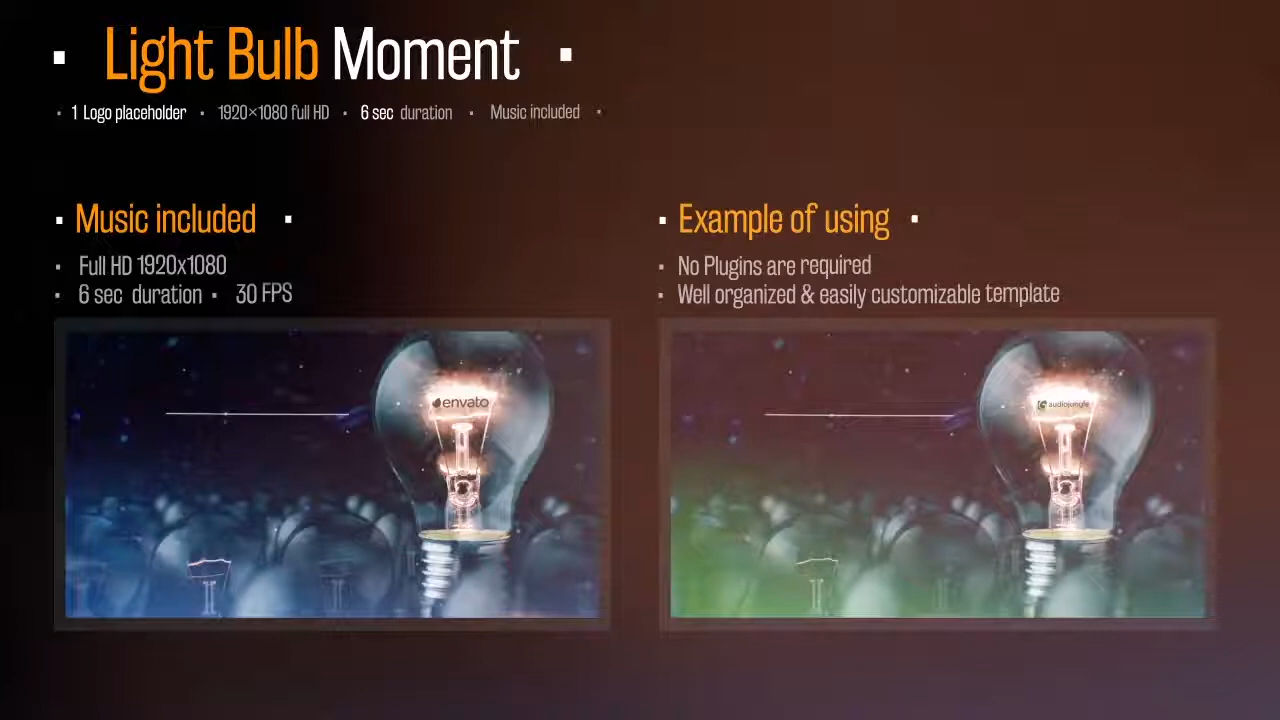 Light Bulb Moment
1 Logo placeholder · 1920×1080 full HD · 6 sec duration · Music included
Music included
Full HD 1920x1080
6 sec duration · 30 FPS
envato
Example of using
No Plugins are required
Well organized & easily customizable template
audiojungle